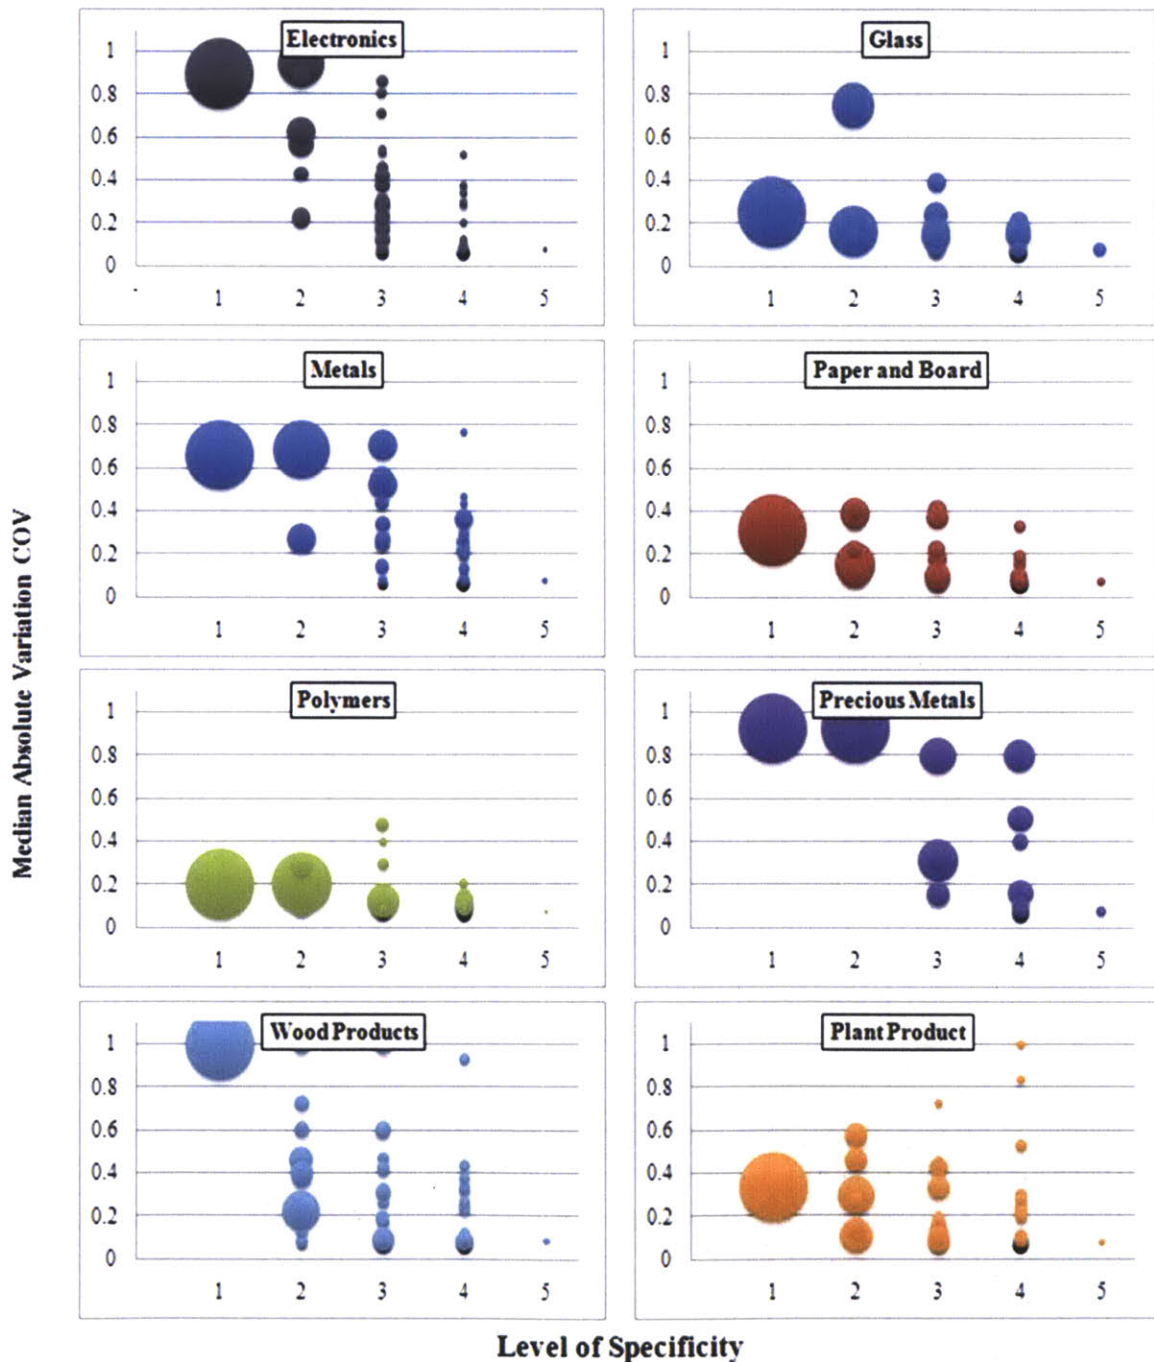 Electronics
1
0.8
0.6
0.4
0.2
0
1 2 3 4 5
Glass
1
0.8
0.6
0.4
0.2
0
1 2 3 4 5
Metals
1
0.8
0.6
0.4
0.2
0
1 2 3 4 5
Paper and Board
1
0.8
0.6
0.4
0.2
0
1 2 3 4 5
Median Absolute Variation COV
Polymers
1
0.8
0.6
0.4
0.2
0
1 2 3 4 5
Precious Metals
1
0.8
0.6
0.4
0.2
0
1 2 3 4 5
Wood Products
1
0.8
0.6
0.4
0.2
0
1 2 3 4 5
Plant Product
1
0.8
0.6
0.4
0.2
0
1 2 3 4 5
Level of Specificity